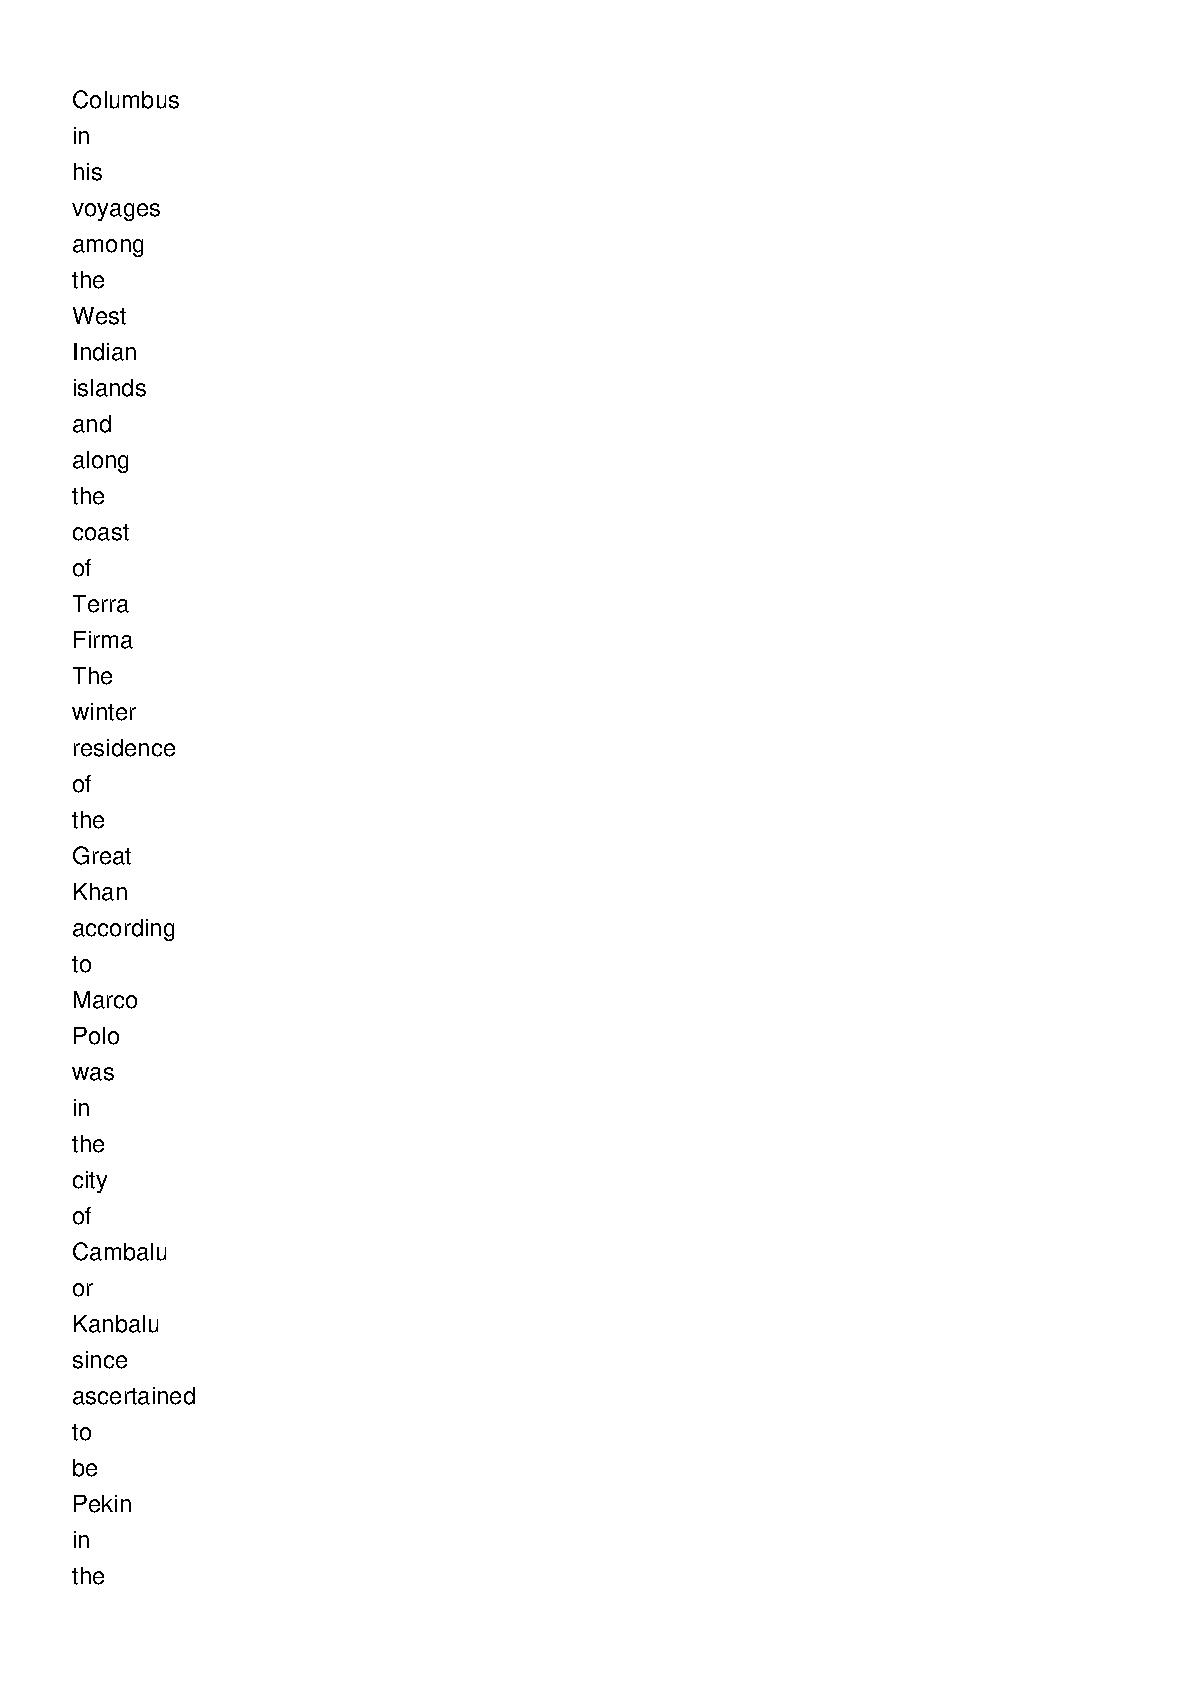 Columbus
in
his
voyages
among
the
West
Indian
islands
and
along
the
coast
of
Terra
Firma
The
winter
residence
of
the
Great
Khan
according
to
Marco
Polo
was
in
the
city
of
Cambalu
or
Kanbalu
since
ascertained
to
be
Pekin
in
the